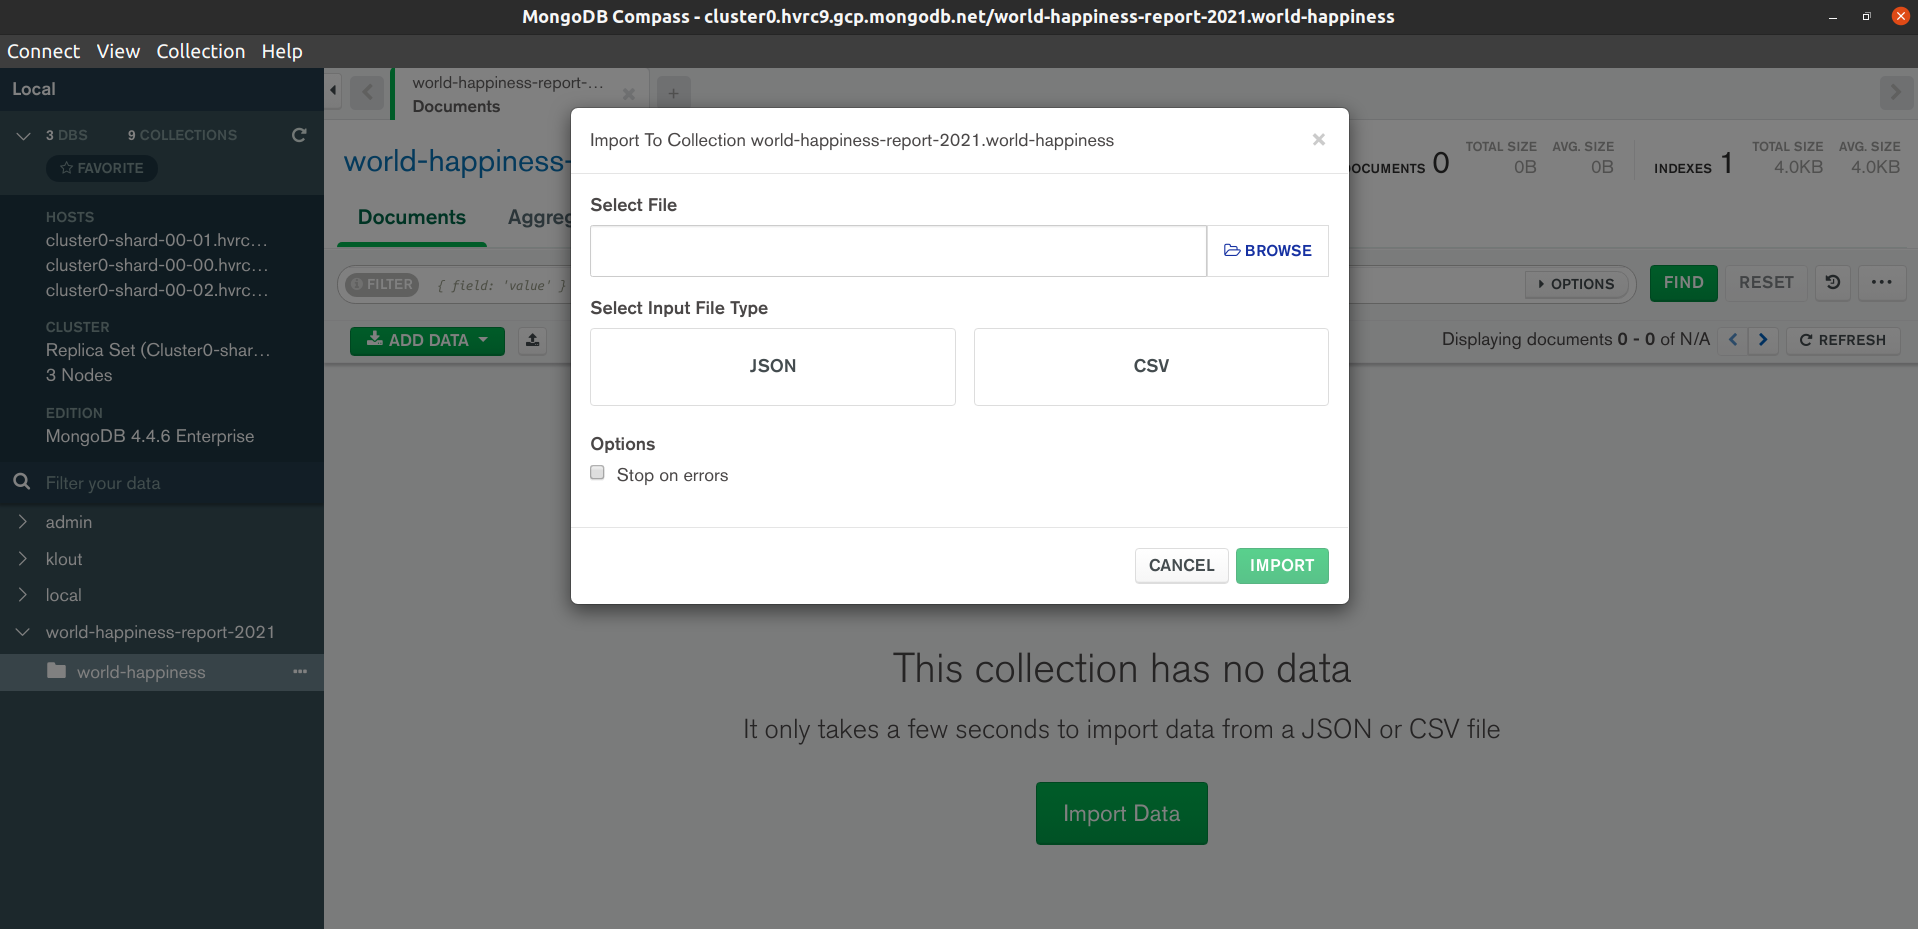 MongoDB Compass - cluster0.hvrc9.gcp.mongodb.net/world-happiness-report-2021.world-happiness
Connect View Collection Help
Local
3 DBS 9 COLLECTIONS
FAVORITE
HOSTS
cluster0-shard-00-01.hvrc...
cluster0-shard-00-00.hvrc...
cluster0-shard-00-02.hvrc...
CLUSTER
Replica Set (Cluster0-shar...
3 Nodes
EDITION
MongoDB 4.4.6 Enterprise
Filter your data
admin
klout
local
world-happiness-report-2021
world-happiness
world-happiness-report-...
Documents
world-happiness-
OCUMENTS 0
TOTAL SIZE AVG. SIZE
0B 0B
INDEXES 1
TOTAL SIZE AVG. SIZE
4.0KB 4.0KB
Documents Aggreg
FILTER { field: 'value' }
OPTIONS
FIND
RESET
ADD DATA
Displaying documents 0 - 0 of N/A
REFRESH
Import To Collection world-happiness-report-2021.world-happiness
Select File
BROWSE
Select Input File Type
JSON CSV
Options
Stop on errors
CANCEL IMPORT
This collection has no data
It only takes a few seconds to import data from a JSON or CSV file
Import Data